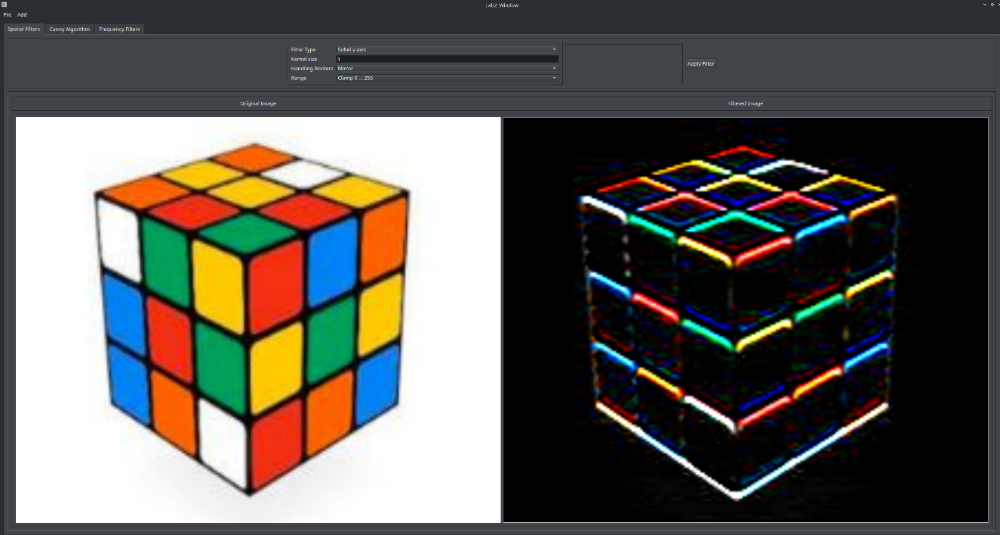 Lab2_Window
File Add
Spatial Filters Canny Algorithm Frequency Filters
Filter Type Sobel y-axis
Kernel size 3
Handling Borders Mirror
Range Clamp 0 ... 255
Apply Filter
Original Image Filtered Image